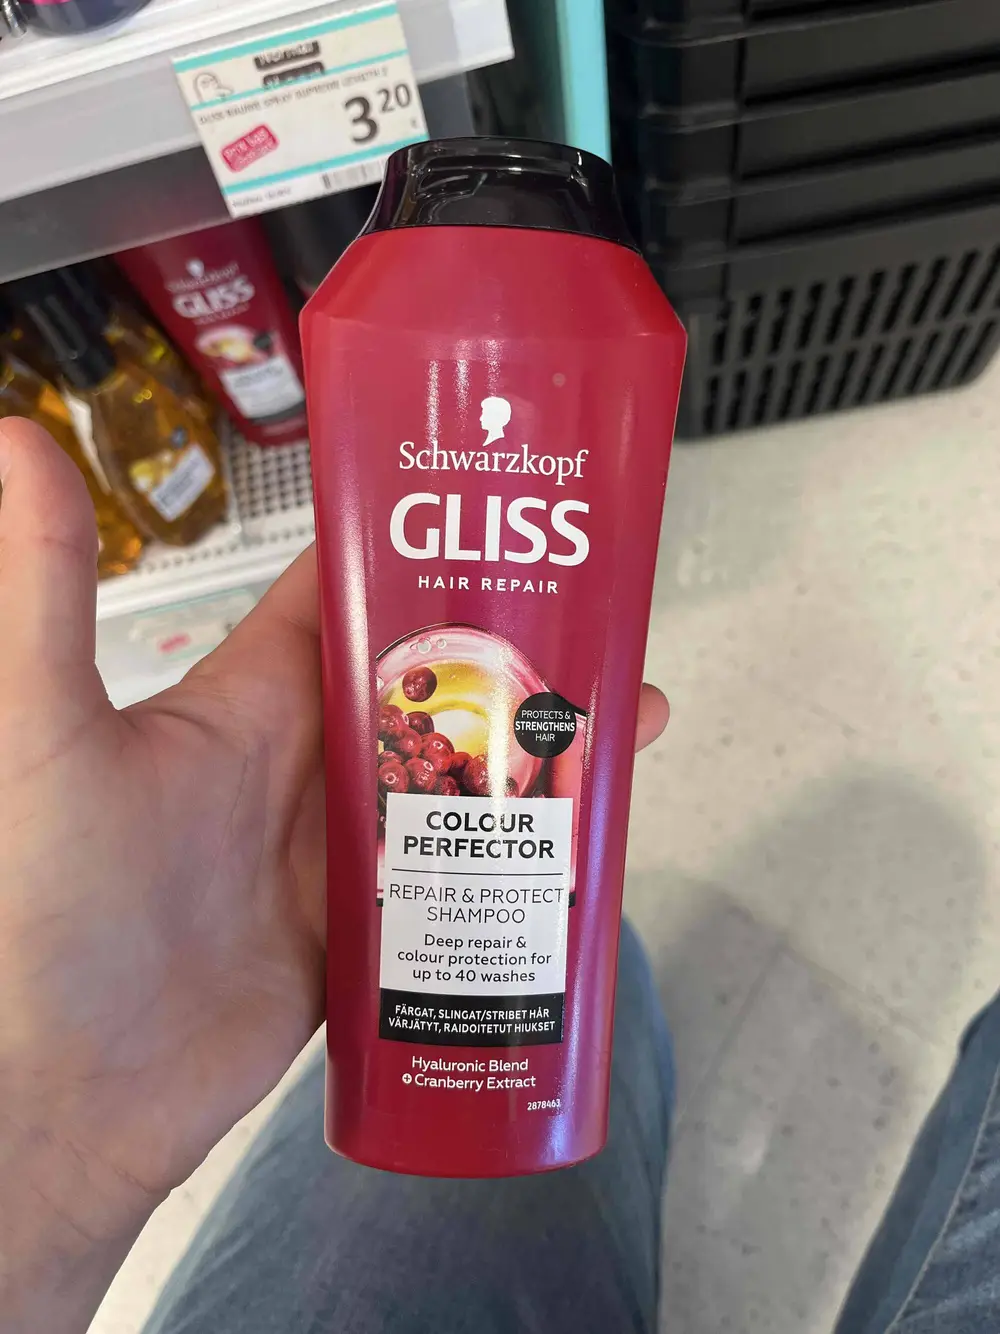 3 20
GLISS
Schwarzkopf
GLISS
HAIR REPAIR
PROTECTS &
STRENGTHENS
HAIR
COLOUR
PERFECTOR
REPAIR & PROTECT
SHAMPOO
Deep repair &
colour protection for
up to 40 washes
FÄRGAT, SLINGAT/STRIBET HÅR
VÄRJÄTYT, RAIDOITETUT HIUKSET
Hyaluronic Blend
+ Cranberry Extract
2878463